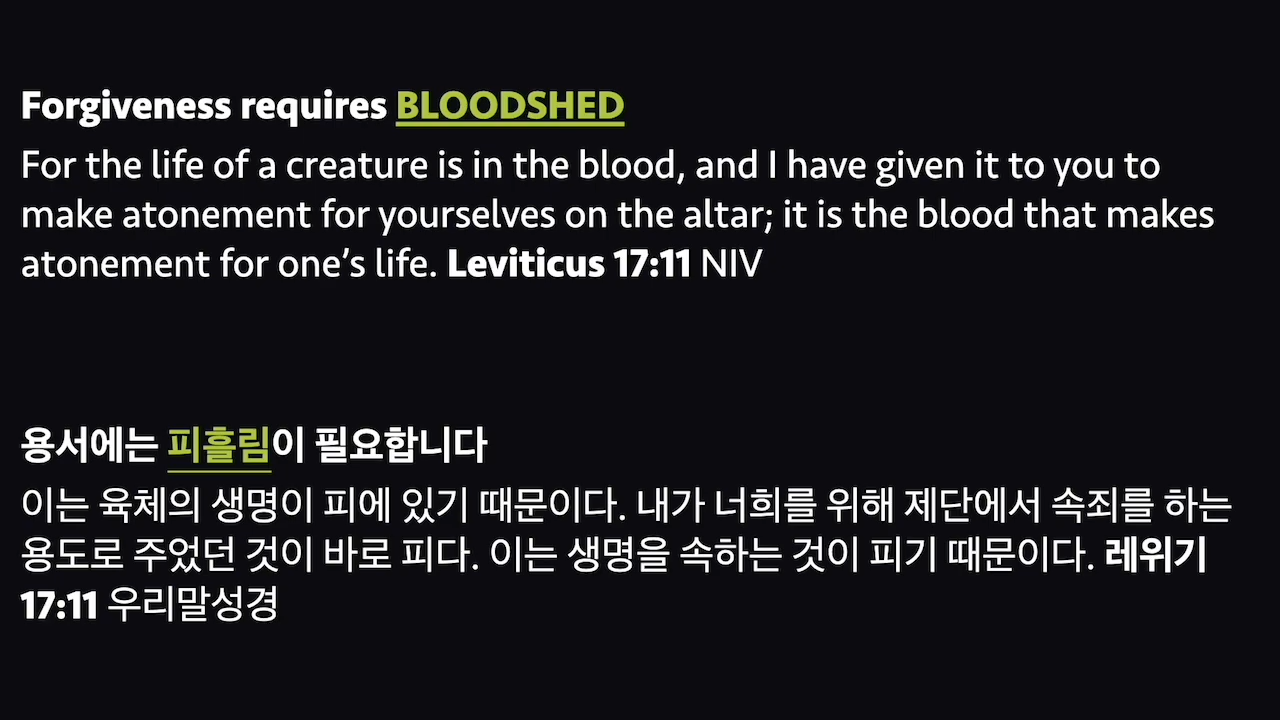 Forgiveness requires BLOODSHED
For the life of a creature is in the blood, and I have given it to you to
make atonement for yourselves on the altar; it is the blood that makes
atonement for one’s life. Leviticus 17:11 NIV
용서에는 피흘림이 필요합니다
이는 육체의 생명이 피에 있기 때문이다. 내가 너희를 위해 제단에서 속죄를 하는
용도로 주었던 것이 바로 피다. 이는 생명을 속하는 것이 피기 때문이다. 레위기
17:11 우리말성경